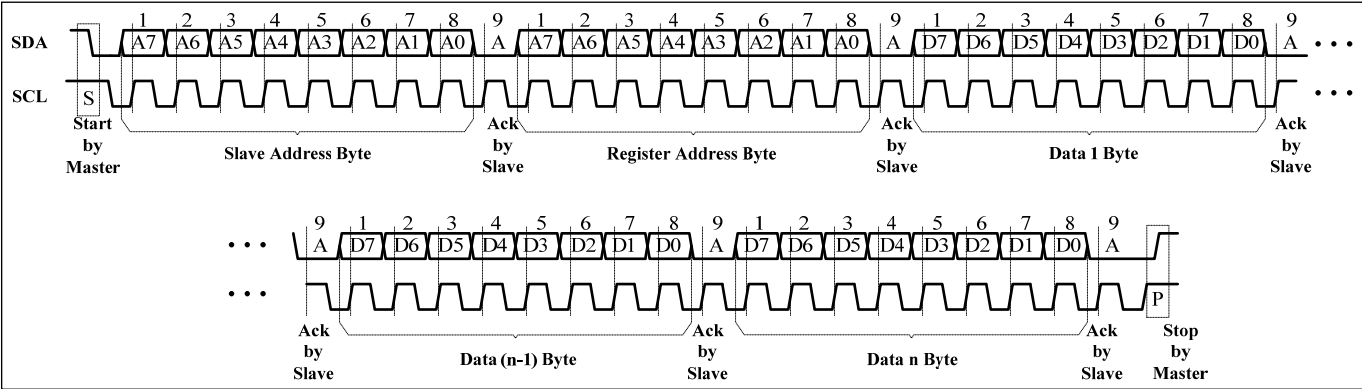 1 2 3 4 5 6 7 8 9 1 2 3 4 5 6 7 8 9 1 2 3 4 5 6 7 8 9
SDA A7 A6 A5 A4 A3 A2 A1 A0 A A7 A6 A5 A4 A3 A2 A1 A0 A D7 D6 D5 D4 D3 D2 D1 D0 A • • •
SCL S • • •
Start by Master
Slave Address Byte
Ack by Slave
Register Address Byte
Ack by Slave
Data 1 Byte
Ack by Slave
9 1 2 3 4 5 6 7 8 9 1 2 3 4 5 6 7 8 9
• • • A D7 D6 D5 D4 D3 D2 D1 D0 A D7 D6 D5 D4 D3 D2 D1 D0 A
• • • P
Ack by Slave
Data (n-1) Byte
Ack by Slave
Data n Byte
Ack by Slave
Stop by Master